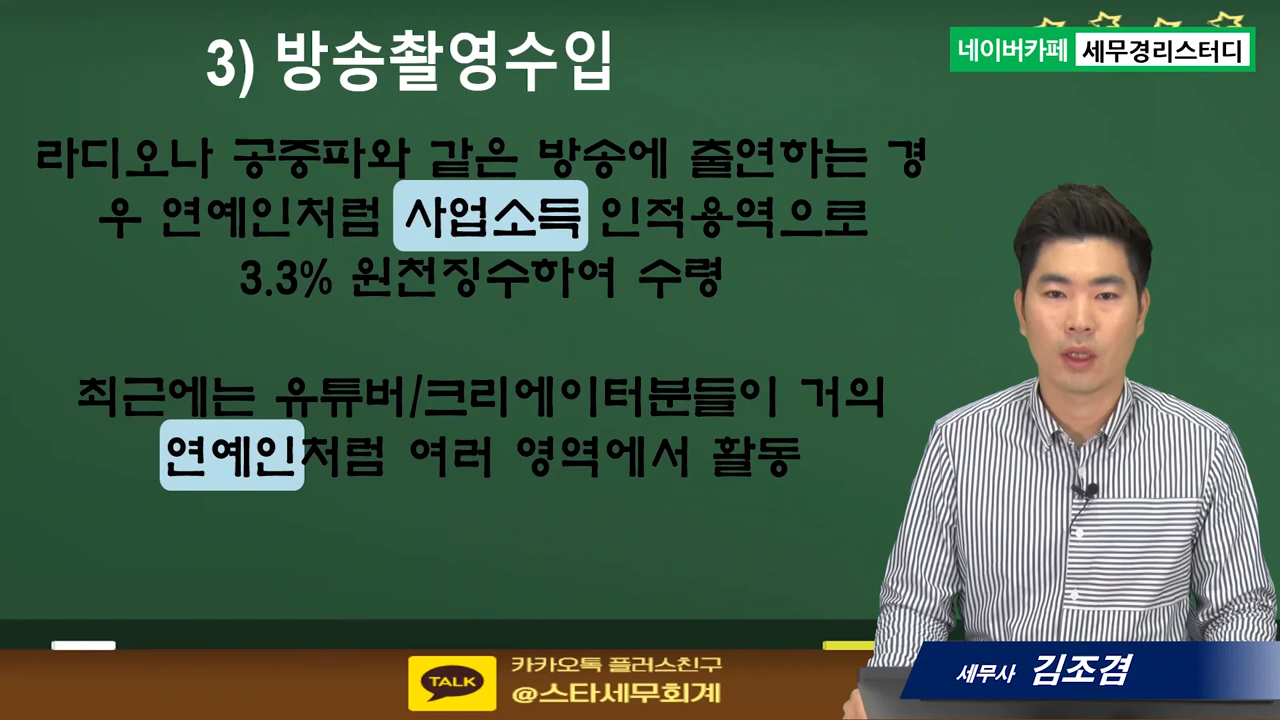 3) 방송촬영수입
네이버카페 세무경리스터디
라디오나 공중파와 같은 방송에 출연하는 경
우 연예인처럼 사업소득 인적용역으로
3.3% 원천징수하여 수령
최근에는 유튜버/크리에이터분들이 거의
연예인처럼 여러 영역에서 활동
TALK
카카오톡 플러스친구
@스타세무회계
세무사 김조겸